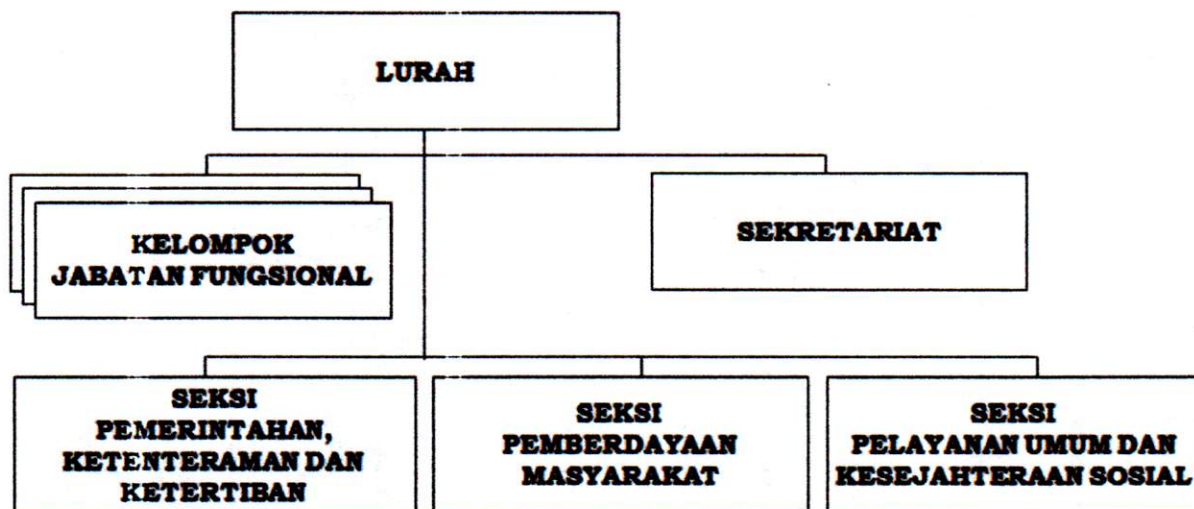 LURAH
KELOMPOK
JABATAN FUNGSIONAL
SEKRETARIAT
SEKSI
PEMERINTAHAN,
KETENTERAMAN DAN
KETERTIBAN
SEKSI
PEMBERDAYAAN
MASYARAKAT
SEKSI
PELAYANAN UMUM DAN
KESEJAHTERAAN SOSIAL